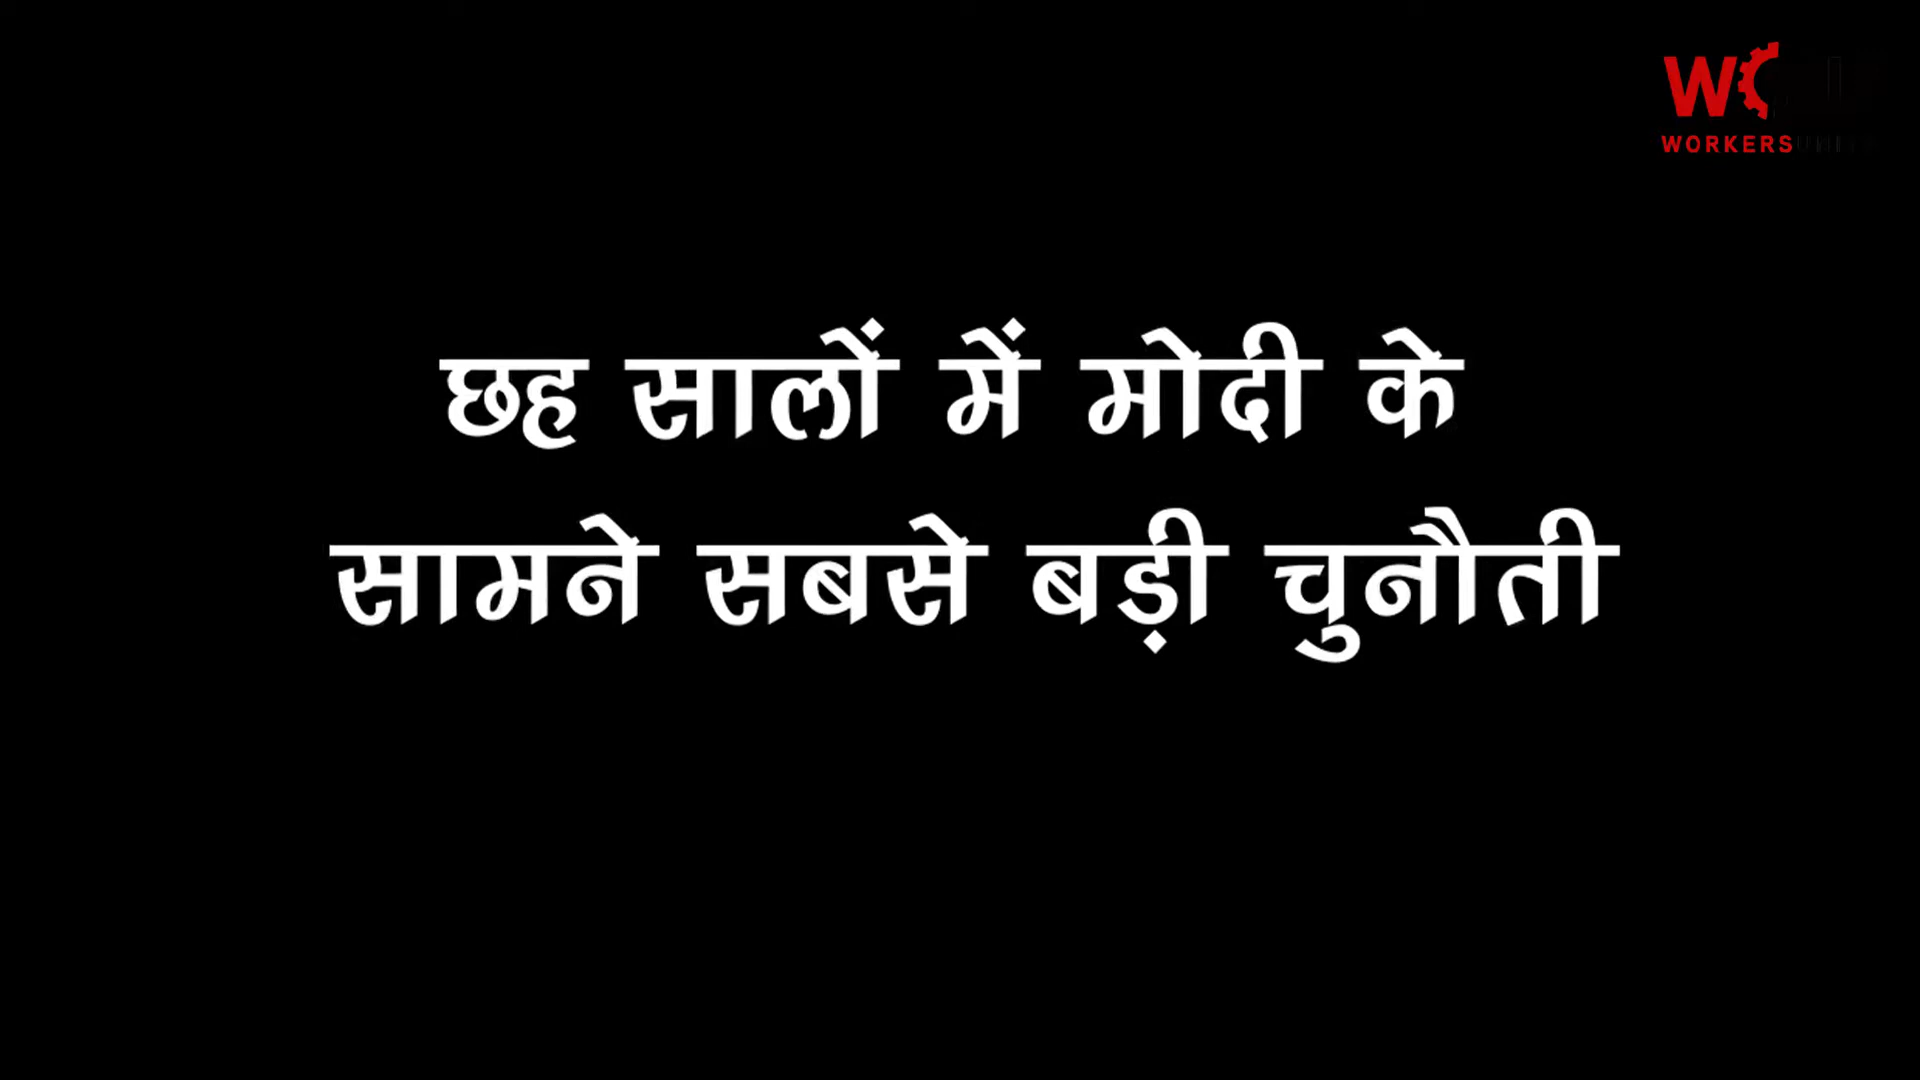 WORKERS
छह सालों में मोदी के
सामने सबसे बड़ी चुनौती